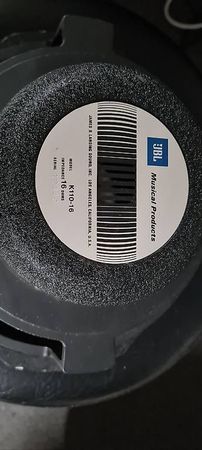 JBL
Musical Products
JAMES B. LANSING SOUND, INC. LOS ANGELES, CALIFORNIA, U.S.A.
MODEL K110-16
IMPEDANCE 16 OHMS
SERIAL